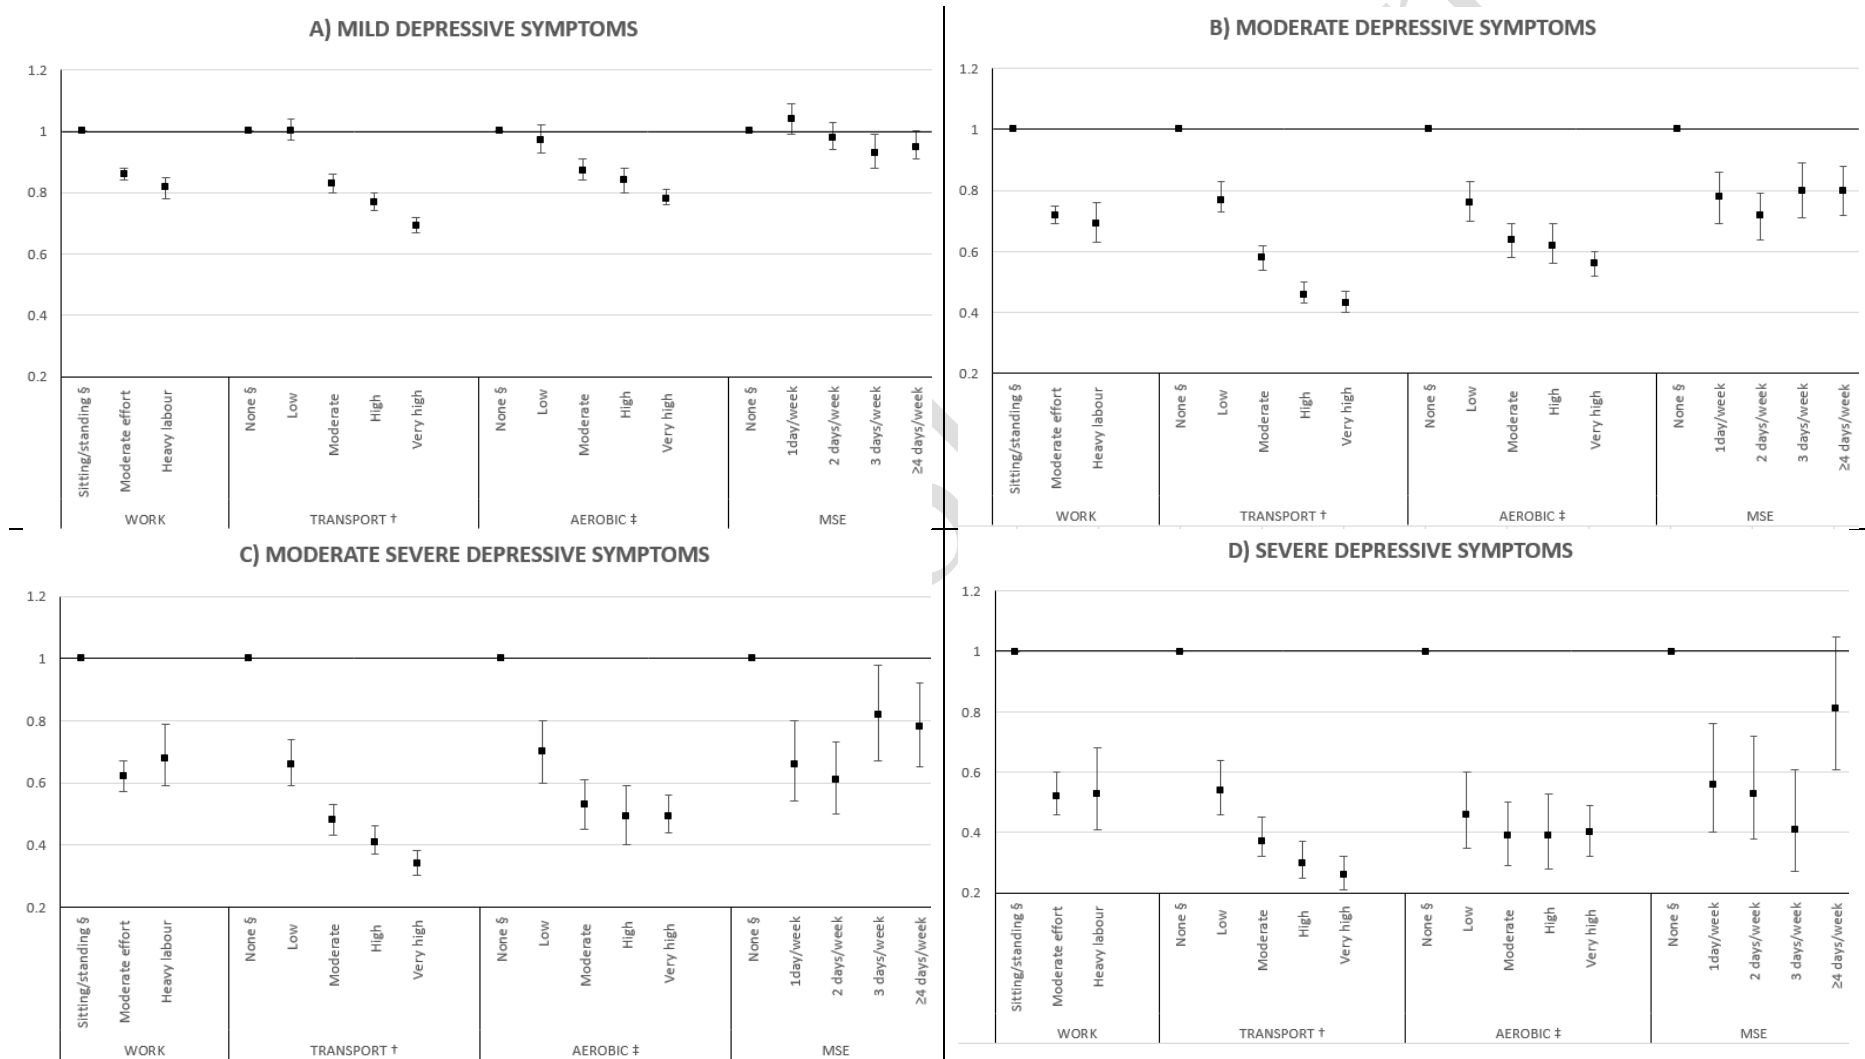 A) MILD DEPRESSIVE SYMPTOMS
1.2
1
0.8
0.6
0.4
0.2
Sitting/standing §
Moderate effort
Heavy labour
None §
Low
Moderate
High
Very high
None §
Low
Moderate
High
Very high
None §
1day/week
2 days/week
3 days/week
≥4 days/week
WORK
TRANSPORT †
AEROBIC ‡
MSE
B) MODERATE DEPRESSIVE SYMPTOMS
1.2
1
0.8
0.6
0.4
0.2
Sitting/standing §
Moderate effort
Heavy labour
None §
Low
Moderate
High
Very high
None §
Low
Moderate
High
Very high
None §
1day/week
2 days/week
3 days/week
≥4 days/week
WORK
TRANSPORT †
AEROBIC ‡
MSE
C) MODERATE SEVERE DEPRESSIVE SYMPTOMS
1.2
1
0.8
0.6
0.4
0.2
Sitting/standing §
Moderate effort
Heavy labour
None §
Low
Moderate
High
Very high
None §
Low
Moderate
High
Very high
None §
1day/week
2 days/week
3 days/week
≥4 days/week
WORK
TRANSPORT †
AEROBIC ‡
MSE
D) SEVERE DEPRESSIVE SYMPTOMS
1.2
1
0.8
0.6
0.4
0.2
Sitting/standing §
Moderate effort
Heavy labour
None §
Low
Moderate
High
Very high
None §
Low
Moderate
High
Very high
None §
1day/week
2 days/week
3 days/week
≥4 days/week
WORK
TRANSPORT †
AEROBIC ‡
MSE